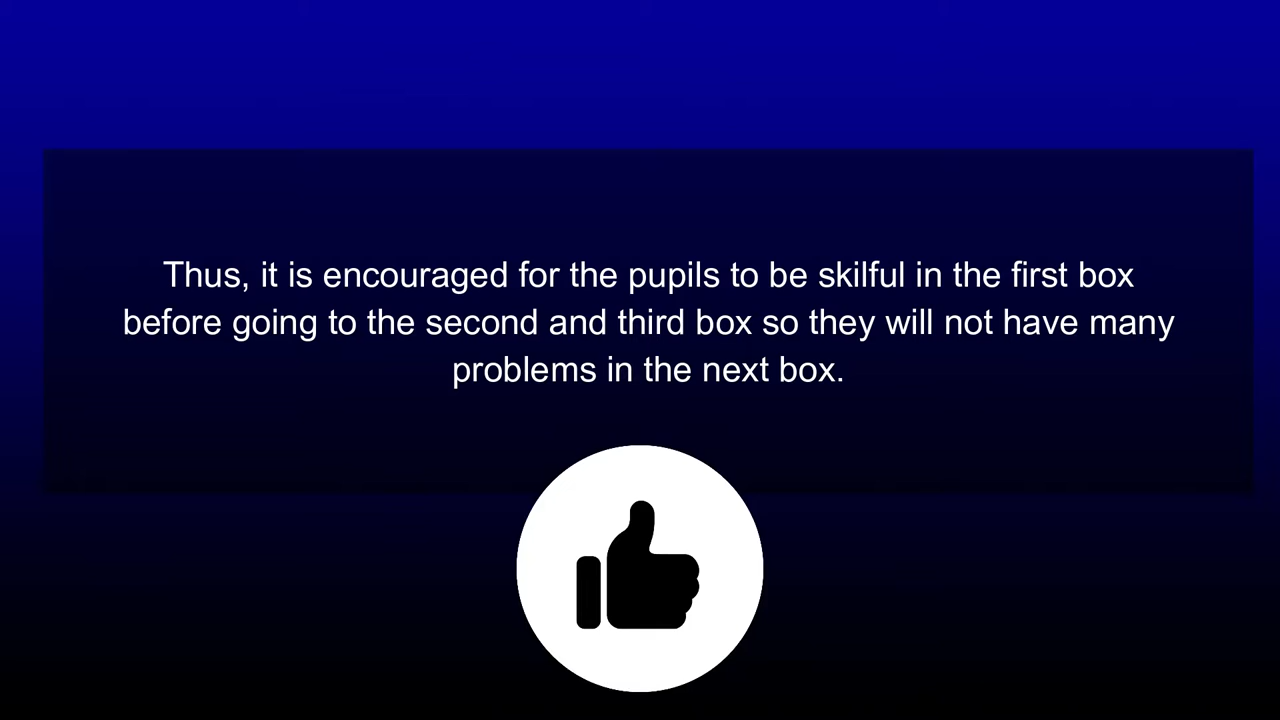 Thus, it is encouraged for the pupils to be skilful in the first box
before going to the second and third box so they will not have many
problems in the next box.